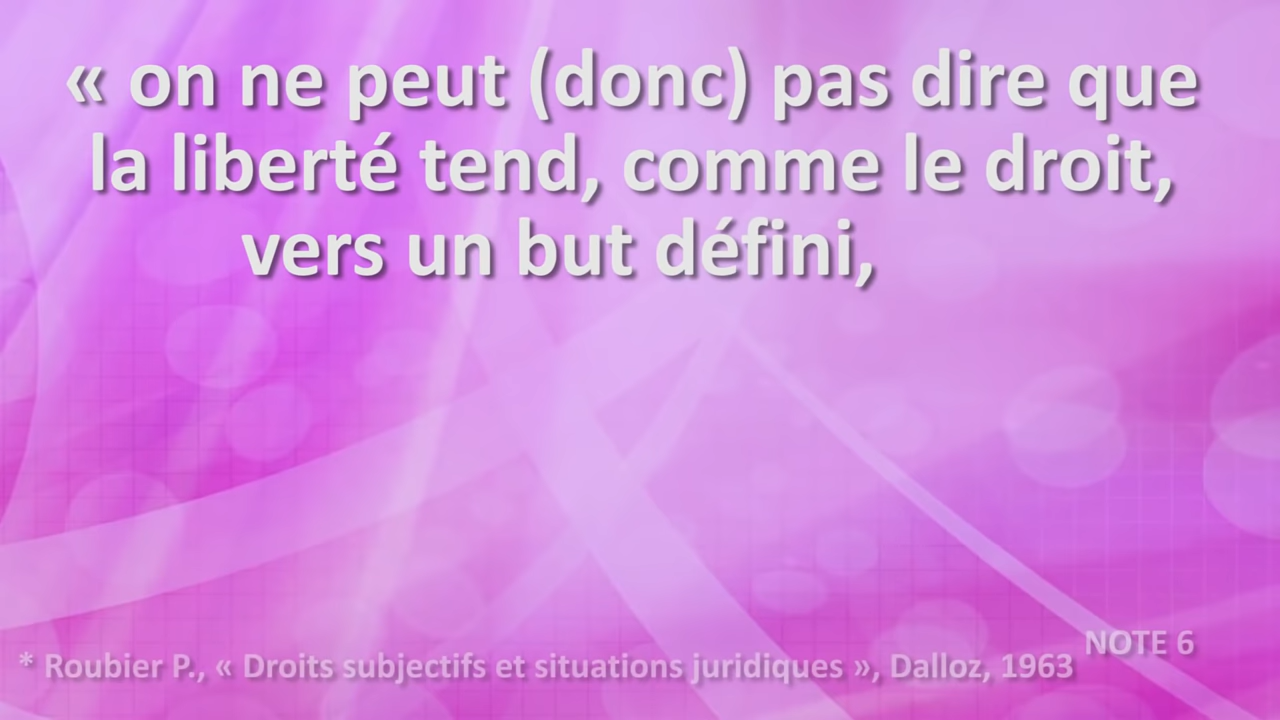 « on ne peut (donc) pas dire que
la liberté tend, comme le droit,
vers un but défini,
NOTE 6
* Roubier P., « Droits subjectifs et situations juridiques », Dalloz, 1963